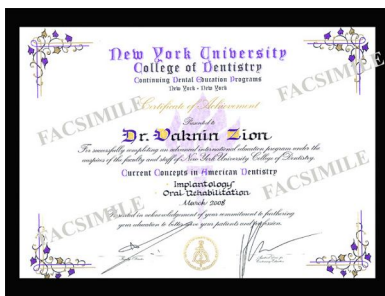 New York University
College of Dentistry
Continuing Dental Education Programs
New York - New York
FACSIMILE
FACSIMILE
Certificate of Achievement
Presented to
Dr. Vaknin Zion
For successfully completing an advanced international education program under the
auspices of the faculty and staff of New York University College of Dentistry.
Current Concepts in American Dentistry
FACSIMILE
Implantology
Oral Rehabilitation
March 2008
FACSIMILE
Presented in acknowledgement of your commitment to furthering
your education to better serve your patients and profession.